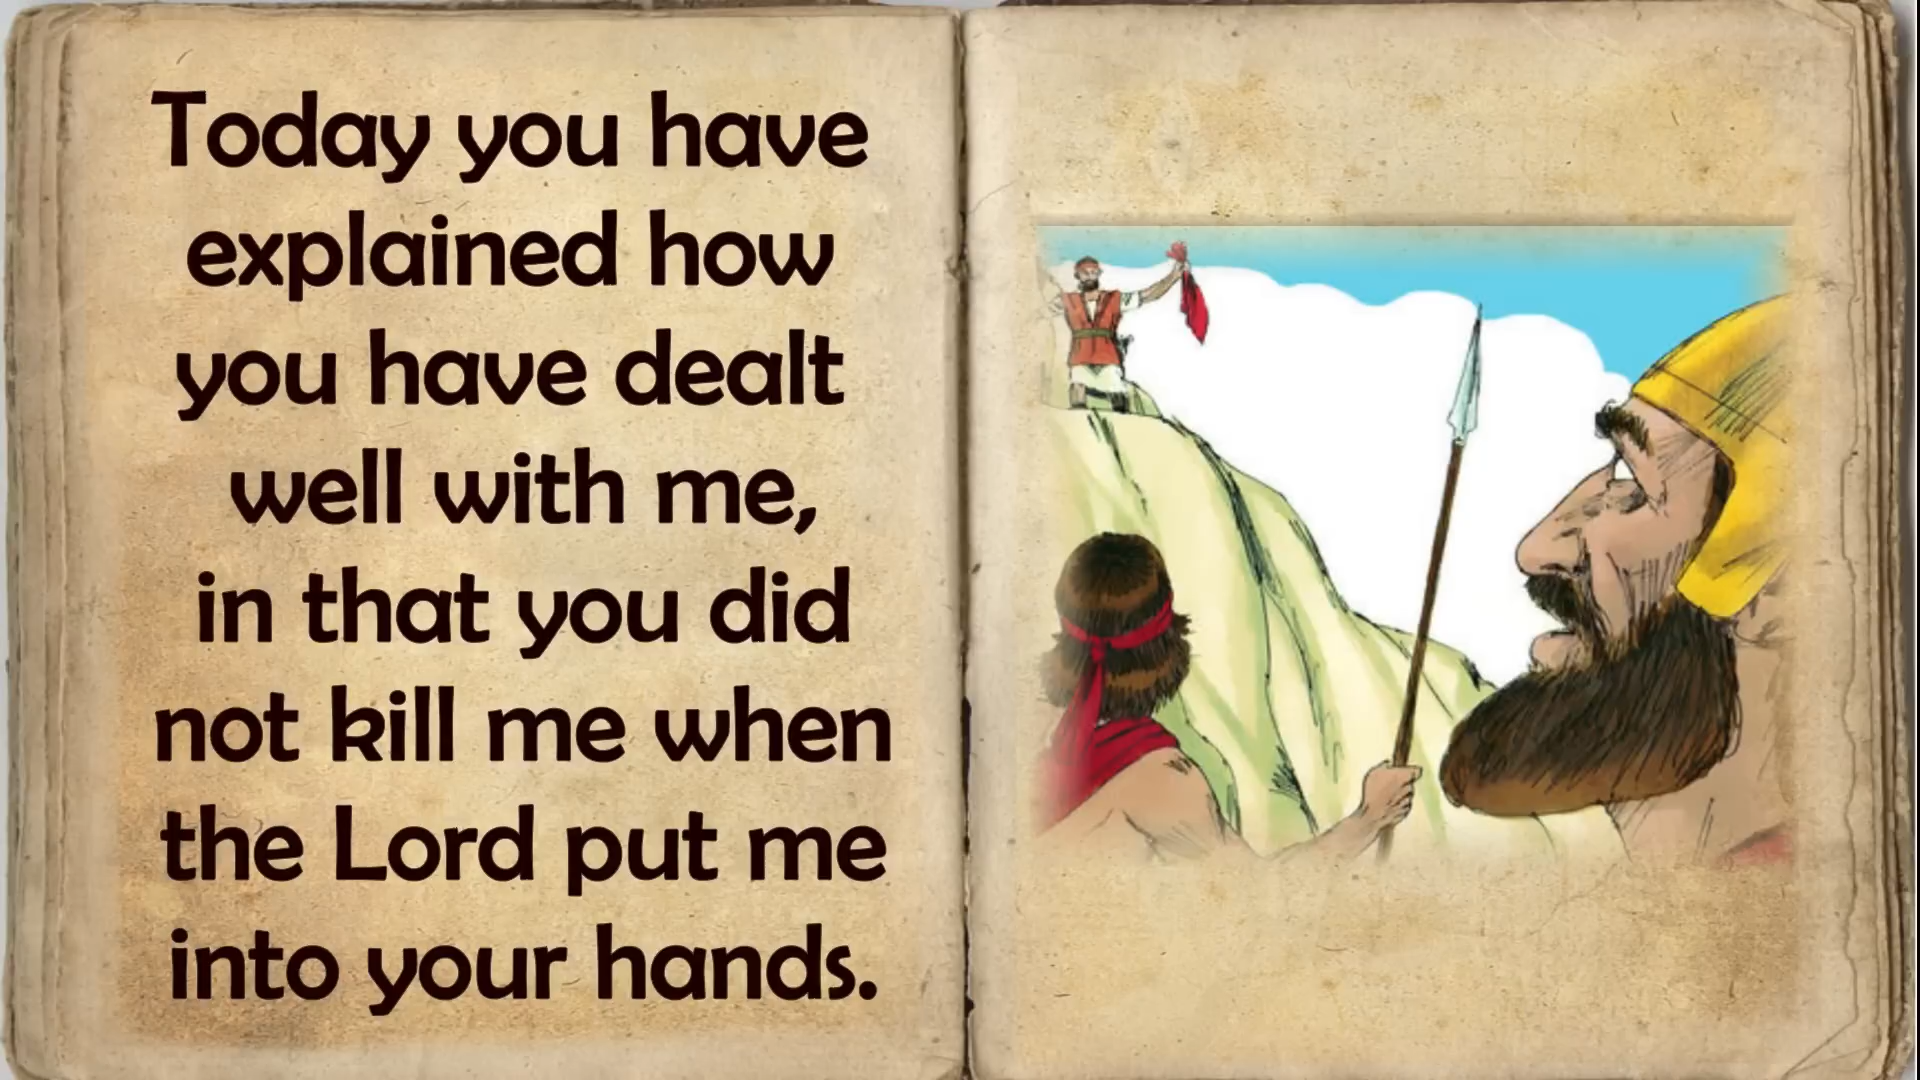 Today you have
explained how
you have dealt
well with me,
in that you did
not kill me when
the Lord put me
into your hands.